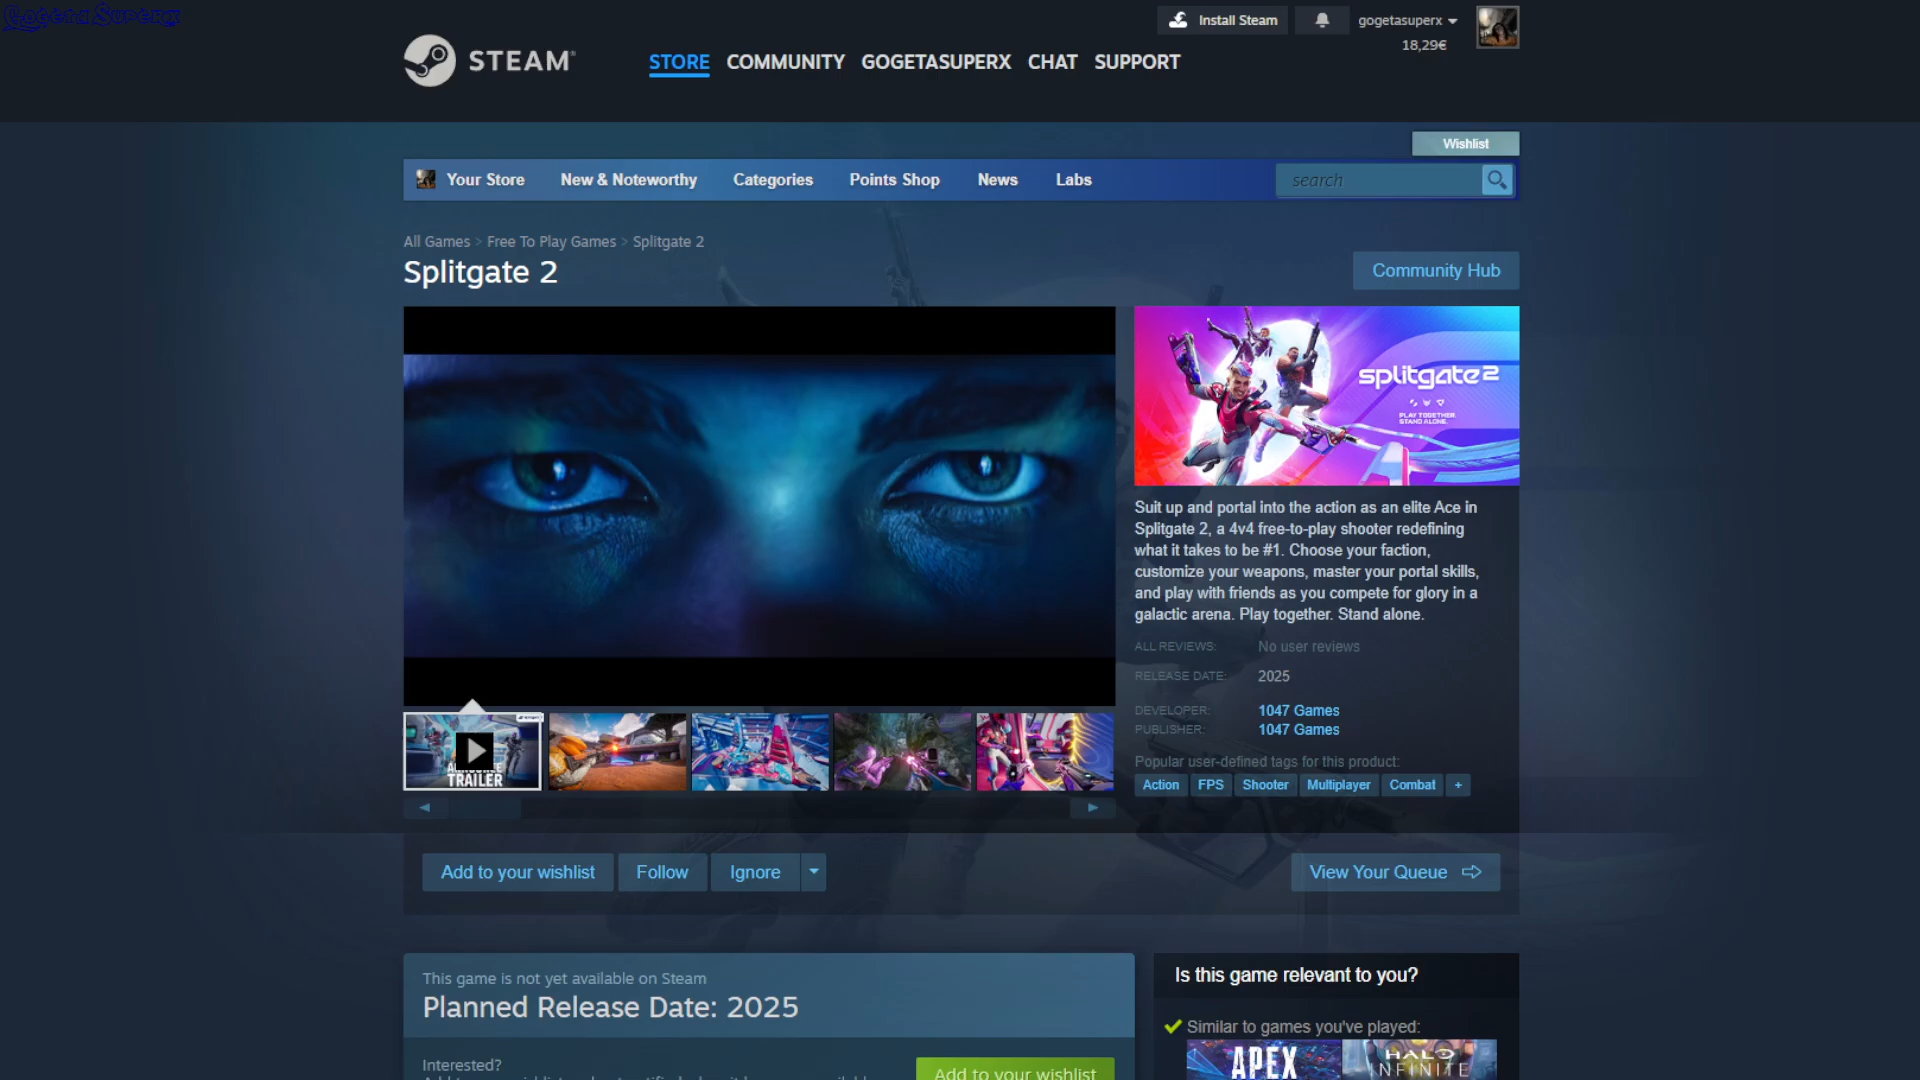 Gogeta Superx
Install Steam
gogetasuperx
18,29€
STEAM®
STORE
COMMUNITY
GOGETASUPERX
CHAT
SUPPORT
Wishlist
Your Store
New & Noteworthy
Categories
Points Shop
News
Labs
search
All Games > Free To Play Games > Splitgate 2
Splitgate 2
Community Hub
splitgate2
PLAY TOGETHER.
STAND ALONE.
Suit up and portal into the action as an elite Ace in
Splitgate 2, a 4v4 free-to-play shooter redefining
what it takes to be #1. Choose your faction,
customize your weapons, master your portal skills,
and play with friends as you compete for glory in a
galactic arena. Play together. Stand alone.
ALL REVIEWS: No user reviews
RELEASE DATE: 2025
DEVELOPER: 1047 Games
PUBLISHER: 1047 Games
Popular user-defined tags for this product:
Action
FPS
Shooter
Multiplayer
Combat
+
TRAILER
Add to your wishlist
Follow
Ignore
View Your Queue
This game is not yet available on Steam
Planned Release Date: 2025
Interested?
Add to your wishlist
Is this game relevant to you?
Similar to games you've played:
APEX
HALO
INFINITE